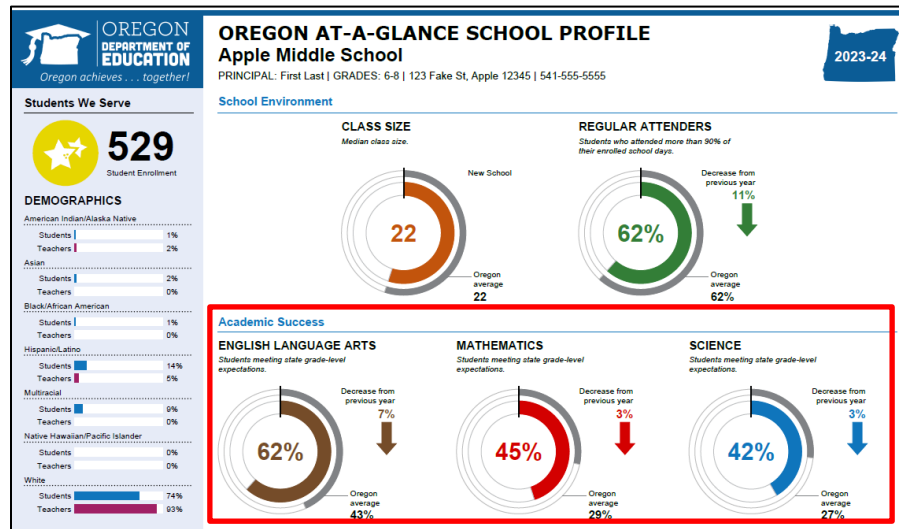 OREGON
DEPARTMENT OF
EDUCATION
Oregon achieves . . . together!
OREGON AT-A-GLANCE SCHOOL PROFILE
Apple Middle School
PRINCIPAL: First Last | GRADES: 6-8 | 123 Fake St, Apple 12345 | 541-555-5555
2023-24
Students We Serve
529
Student Enrollment
DEMOGRAPHICS
American Indian/Alaska Native
Students 1%
Teachers 2%
Asian
Students 2%
Teachers 0%
Black/African American
Students 1%
Teachers 0%
Hispanic/Latino
Students 14%
Teachers 5%
Multiracial
Students 9%
Teachers 0%
Native Hawaiian/Pacific Islander
Students 0%
Teachers 0%
White
Students 74%
Teachers 93%
School Environment
CLASS SIZE
Median class size.
New School
22
Oregon
average
22
REGULAR ATTENDERS
Students who attended more than 90% of
their enrolled school days.
Decrease from
previous year
11%
62%
Oregon
average
62%
Academic Success
ENGLISH LANGUAGE ARTS
Students meeting state grade-level
expectations.
Decrease from
previous year
7%
62%
Oregon
average
43%
MATHEMATICS
Students meeting state grade-level
expectations.
Decrease from
previous year
3%
45%
Oregon
average
29%
SCIENCE
Students meeting state grade-level
expectations.
Decrease from
previous year
3%
42%
Oregon
average
27%